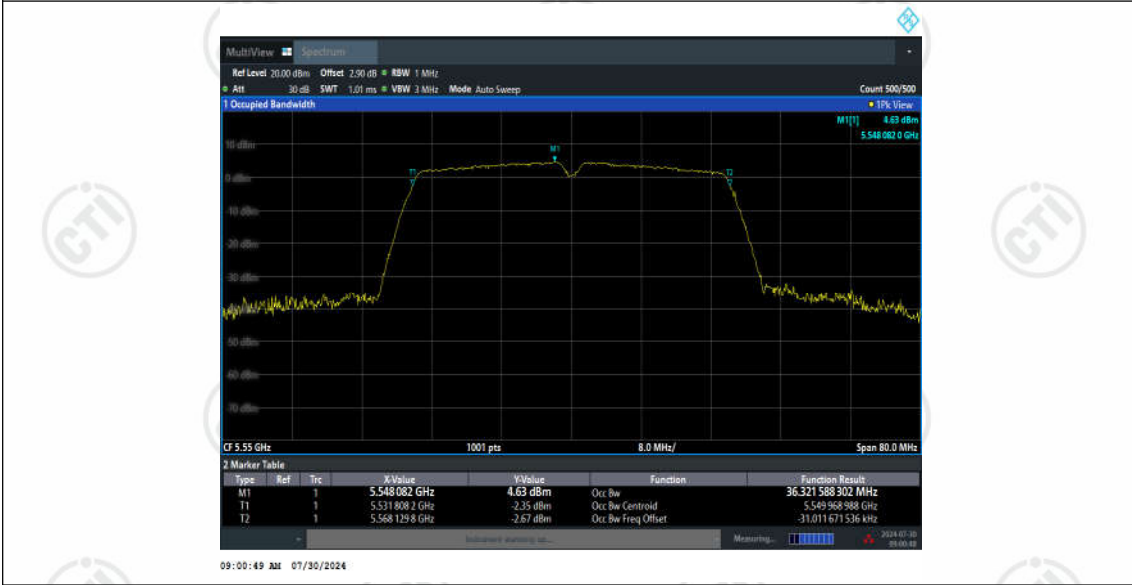 MultiView Spectrum
Ref Level 20.00 dBm Offset 2.90 dB RBW 1 MHz
Att 30 dB SWT 1.01 ms VBW 3 MHz Mode Auto Sweep Count 500/500
1 Occupied Bandwidth 1Pk View
M1[1] 4.63 dBm
5.548 082 0 GHz
10 dBm
M1
T1 T2
0 dBm
-10 dBm
-20 dBm
-30 dBm
-40 dBm
-50 dBm
-60 dBm
-70 dBm
CF 5.55 GHz 1001 pts 8.0 MHz/ Span 80.0 MHz
2 Marker Table
Type Ref Trc X-Value Y-Value Function Function Result
M1 1 5.548 082 GHz 4.63 dBm Occ Bw 36.321 588 302 MHz
T1 1 5.531 808 2 GHz -2.35 dBm Occ Bw Centroid 5.549 968 988 GHz
T2 1 5.568 129 8 GHz -2.67 dBm Occ Bw Freq Offset -31.011 671 536 kHz
Instrument warming up... Measuring... 2024-07-30
09:00:48
09:00:49 AM 07/30/2024
CTI
CTI